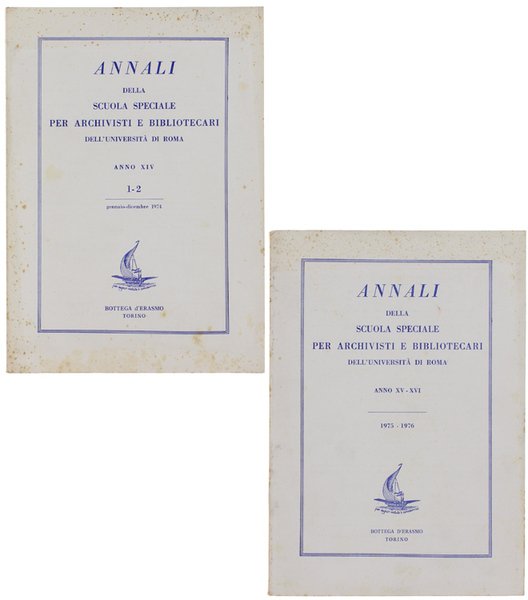 ANNALI
DELLA
SCUOLA SPECIALE
PER ARCHIVISTI E BIBLIOTECARI
DELL'UNIVERSITÀ DI ROMA
ANNO XIV
1-2
gennaio-dicembre 1974
BOTTEGA d'ERASMO
TORINO
ANNALI
DELLA
SCUOLA SPECIALE
PER ARCHIVISTI E BIBLIOTECARI
DELL'UNIVERSITÀ DI ROMA
ANNO XV - XVI
1975 - 1976
BOTTEGA D'ERASMO
TORINO